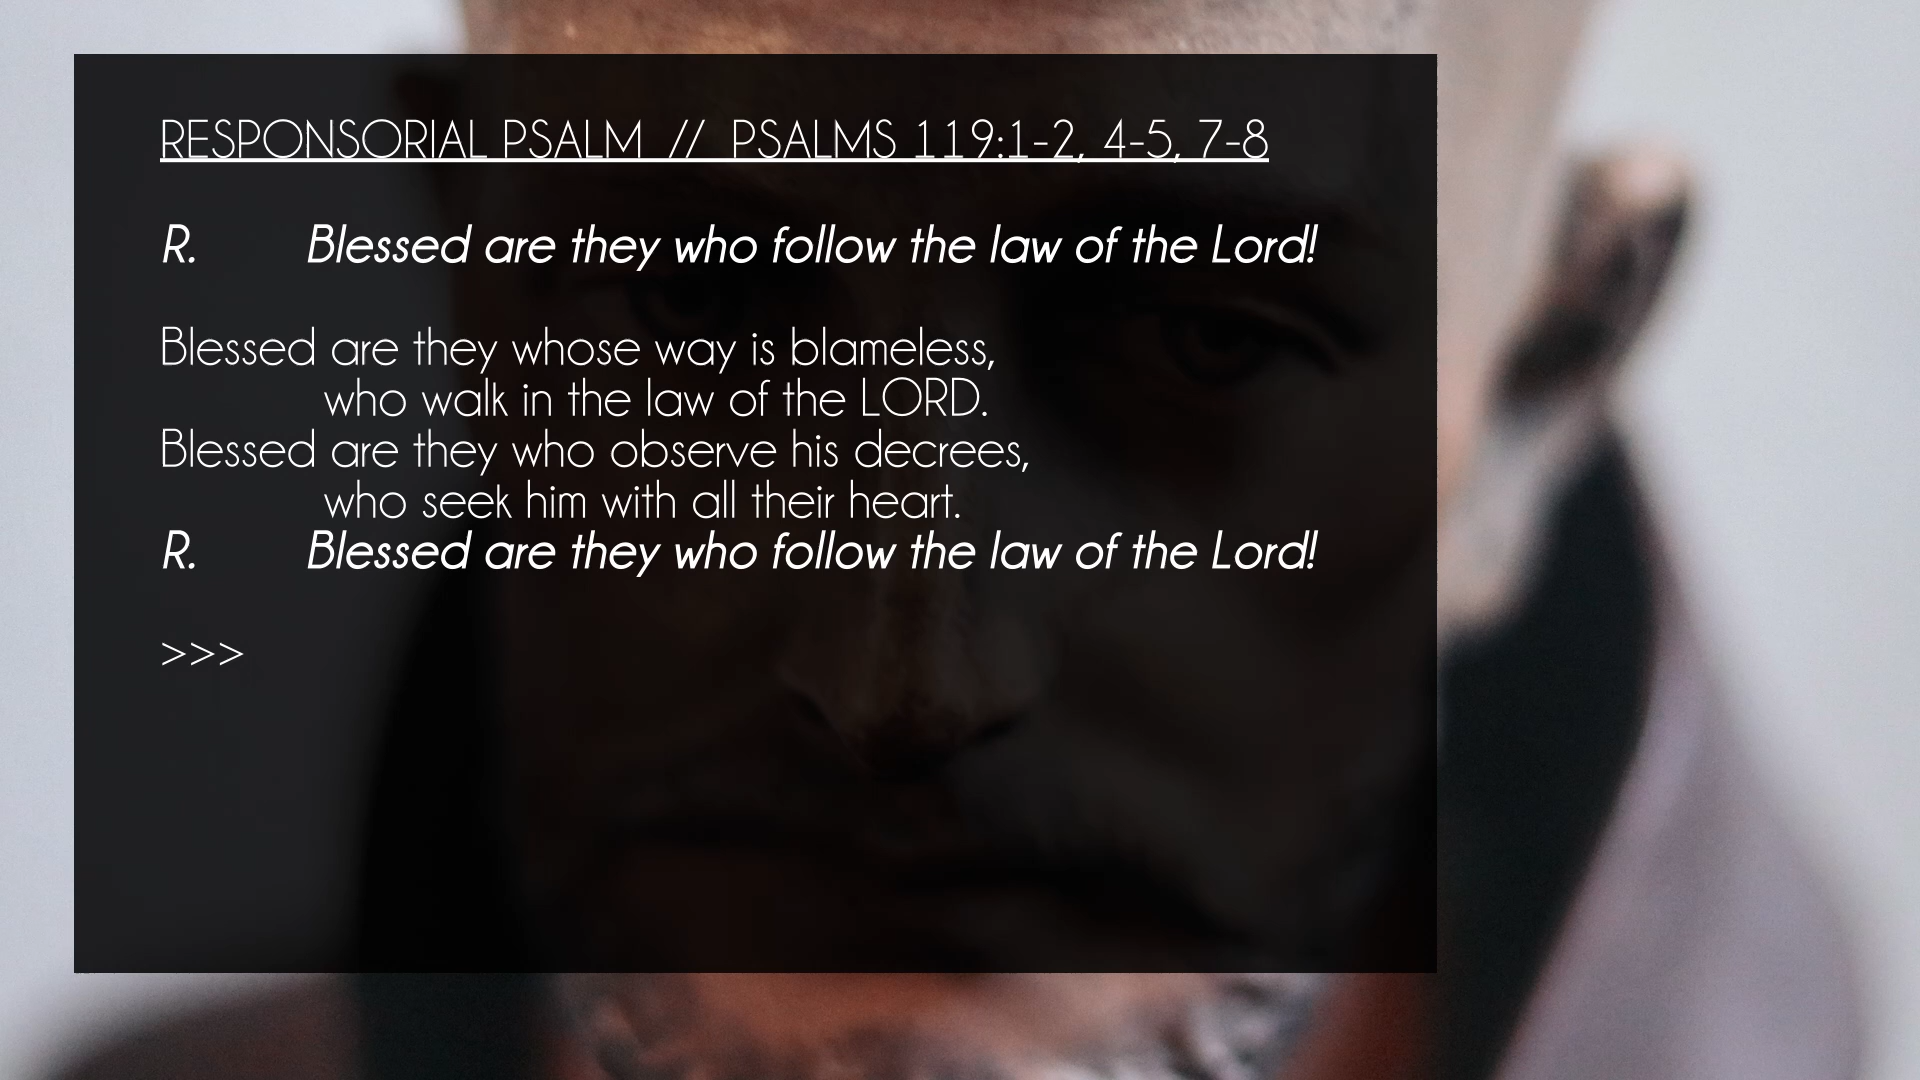 RESPONSORIAL PSALM // PSALMS 119:1-2, 4-5, 7-8
R. Blessed are they who follow the law of the Lord!
Blessed are they whose way is blameless,
who walk in the law of the LORD.
Blessed are they who observe his decrees,
who seek him with all their heart.
R. Blessed are they who follow the law of the Lord!
>>>